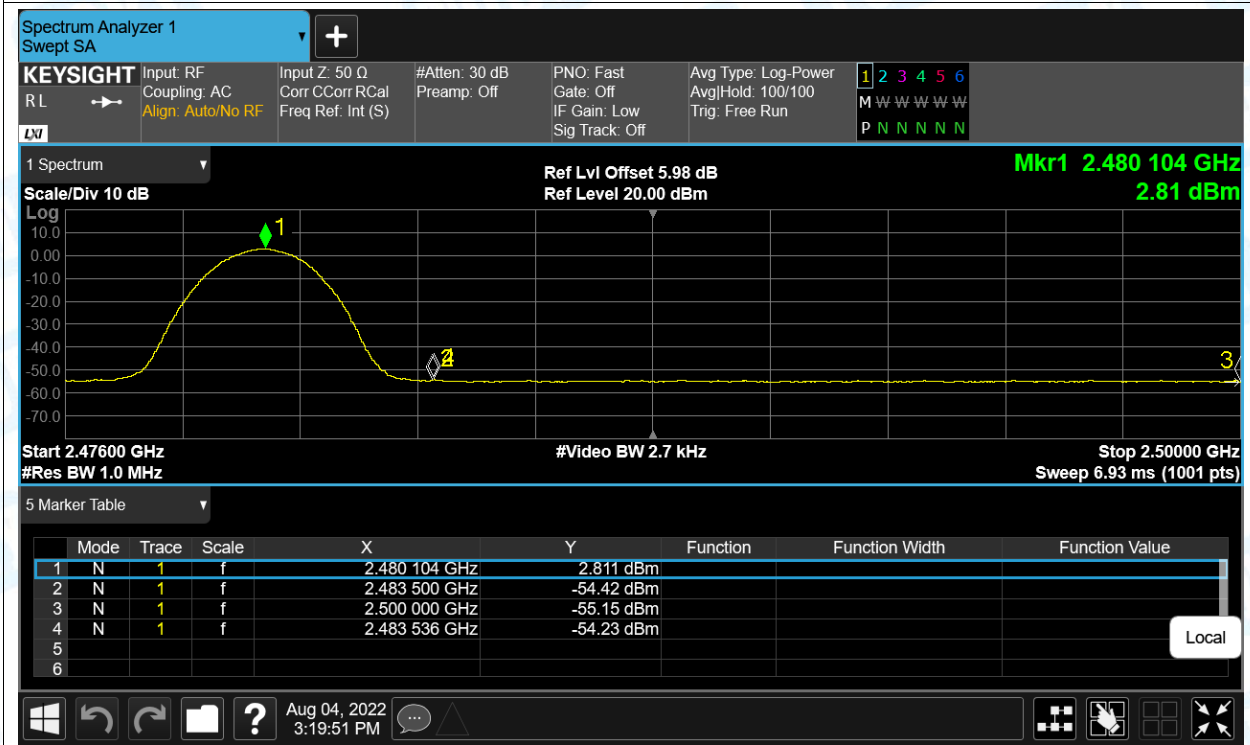 Spectrum Analyzer 1
Swept SA
KEYSIGHT Input: RF Input Z: 50 Ω #Atten: 30 dB PNO: Fast Avg Type: Log-Power 1 2 3 4 5 6
R L Coupling: AC Corr CCorr RCal Preamp: Off Gate: Off Avg|Hold: 100/100 M W W W W W W
Align: Auto/No RF Freq Ref: Int (S) IF Gain: Low Trig: Free Run
LXI Sig Track: Off P N N N N N N
1 Spectrum Ref Lvl Offset 5.98 dB Mkr1 2.480 104 GHz
Scale/Div 10 dB Ref Level 20.00 dBm 2.81 dBm
Log
10.0
0.00
-10.0
-20.0
-30.0
-40.0
-50.0
-60.0
-70.0
1
2
4
3
Start 2.47600 GHz #Video BW 2.7 kHz Stop 2.50000 GHz
#Res BW 1.0 MHz Sweep 6.93 ms (1001 pts)
5 Marker Table
Mode Trace Scale X Y Function Function Width Function Value
1 N 1 f 2.480 104 GHz 2.811 dBm
2 N 1 f 2.483 500 GHz -54.42 dBm
3 N 1 f 2.500 000 GHz -55.15 dBm
4 N 1 f 2.483 536 GHz -54.23 dBm
5
6
Local
? Aug 04, 2022
3:19:51 PM